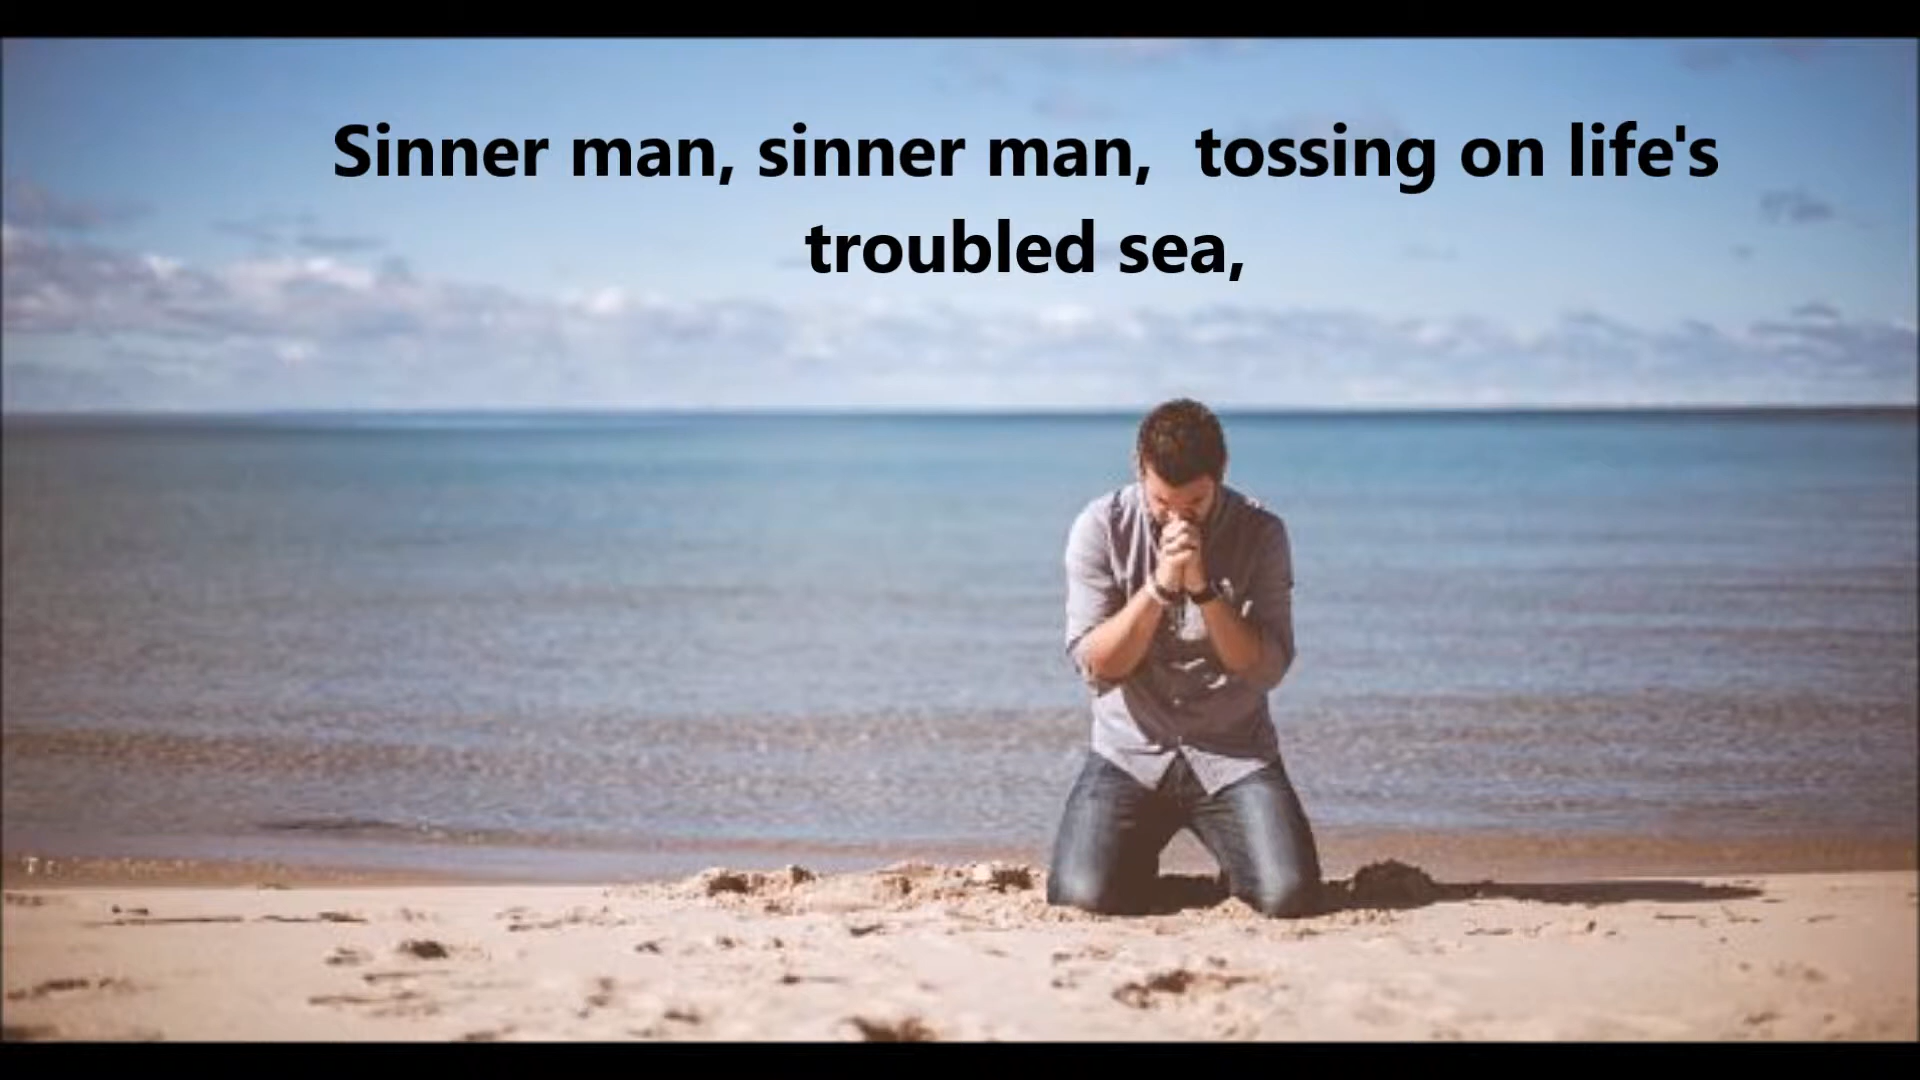 Sinner man, sinner man,  tossing on life's
troubled sea,